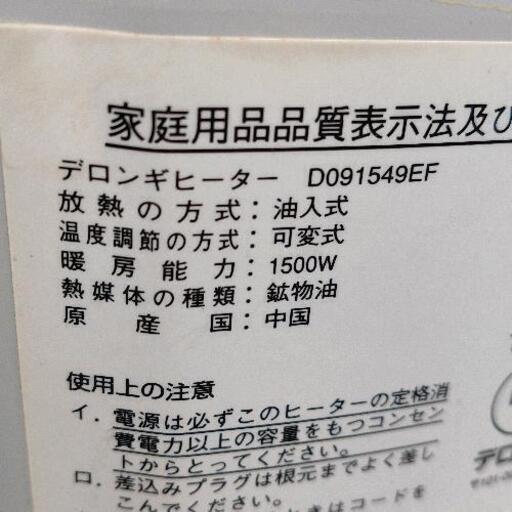 家庭用品品質表示法及び
デロンギヒーター D091549EF
放熱の方式：油入式
温度調節の方式：可変式
暖房能力：1500W
熱媒体の種類：鉱物油
原産国：中国
使用上の注意
イ．電源は必ずこのヒーターの定格消
費電力以上の容量をもつコンセン
トからとってください。
ロ．差込みプラグは根元までよく差し
こんでください。
きはコードを
デロ